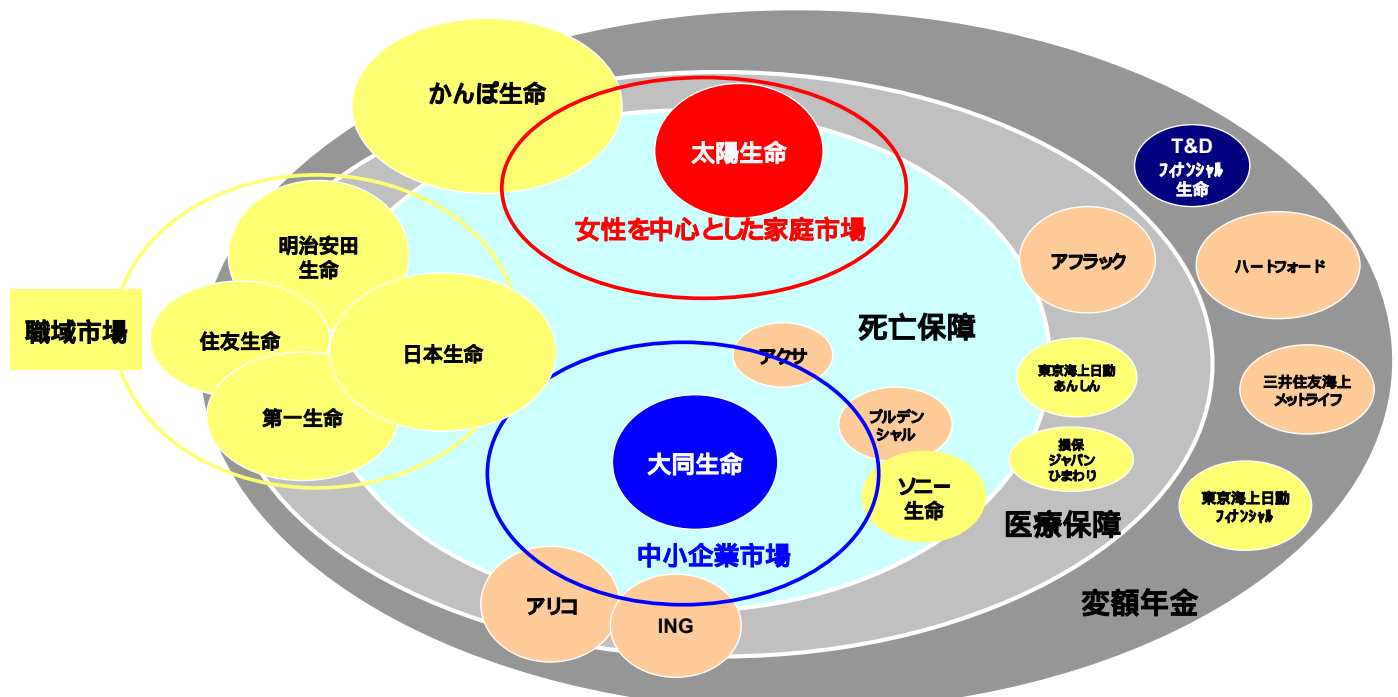 かんぽ生命
太陽生命
女性を中心とした家庭市場
T&D
フィナンシャル
生命
明治安田
生命
アフラック
ハートフォード
職域市場
住友生命
日本生命
死亡保障
アクサ
東京海上日動
あんしん
三井住友海上
メットライフ
第一生命
プルデン
シャル
大同生命
損保
ジャパン
ひまわり
ソニー
生命
東京海上日動
フィナンシャル
医療保障
中小企業市場
変額年金
アリコ
ING